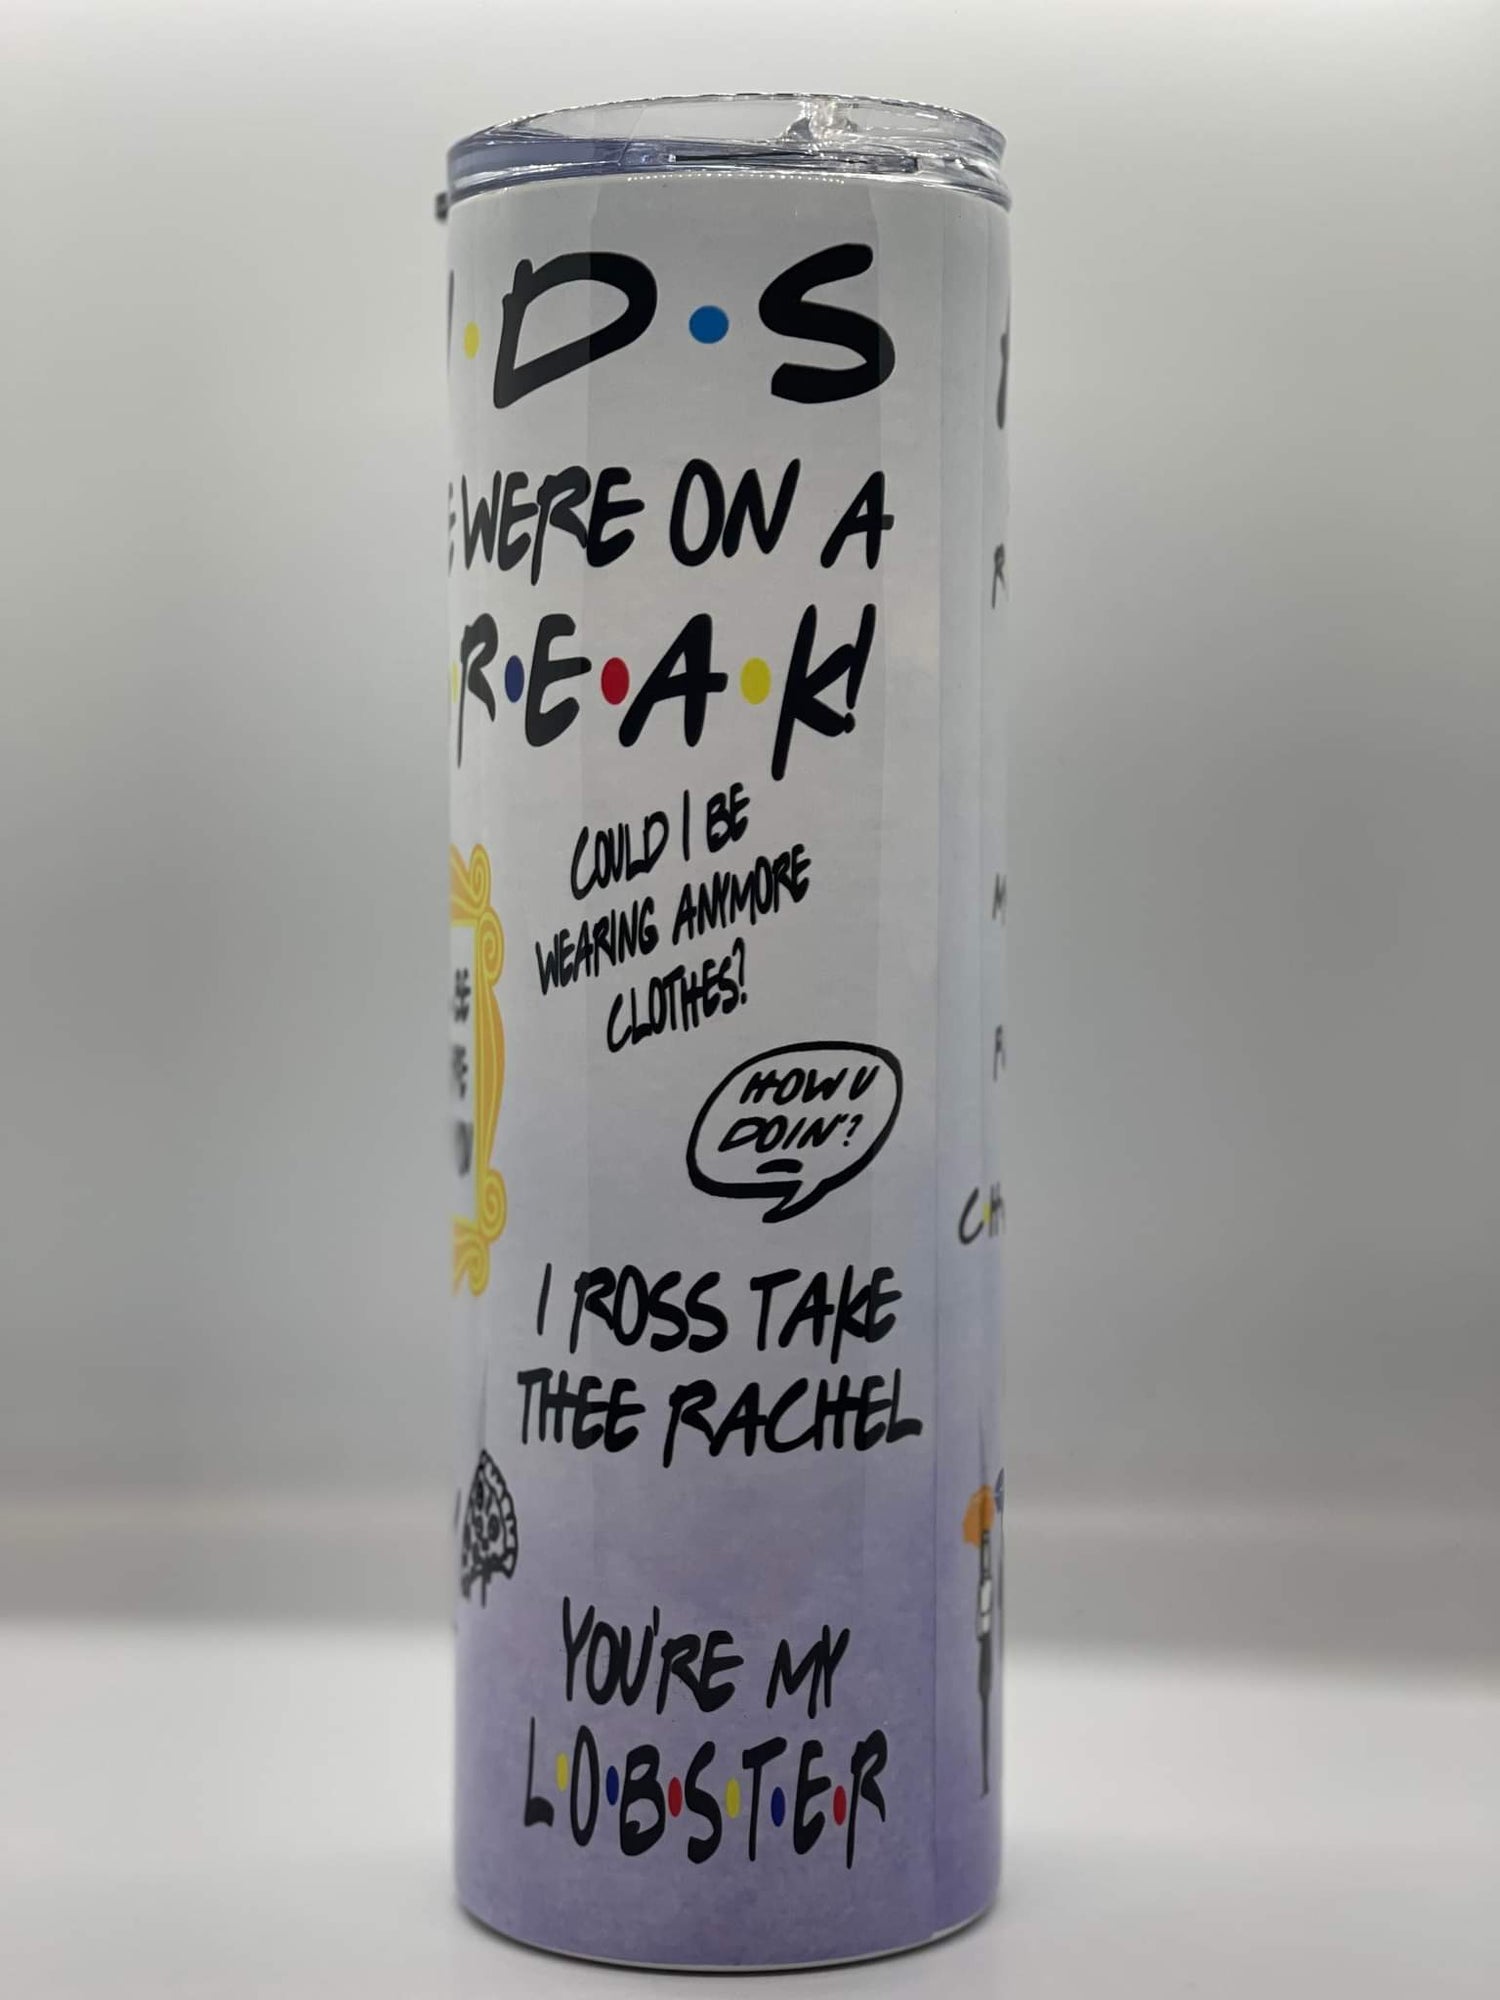 D•S
WERE ON A
R•E•A•K!
COULD I BE
WEARING ANYMORE
CLOTHES?
HOW U
DOIN'?
I ROSS TAKE
THEE RACHEL
YOU'RE MY
L•O•B•S•T•E•R